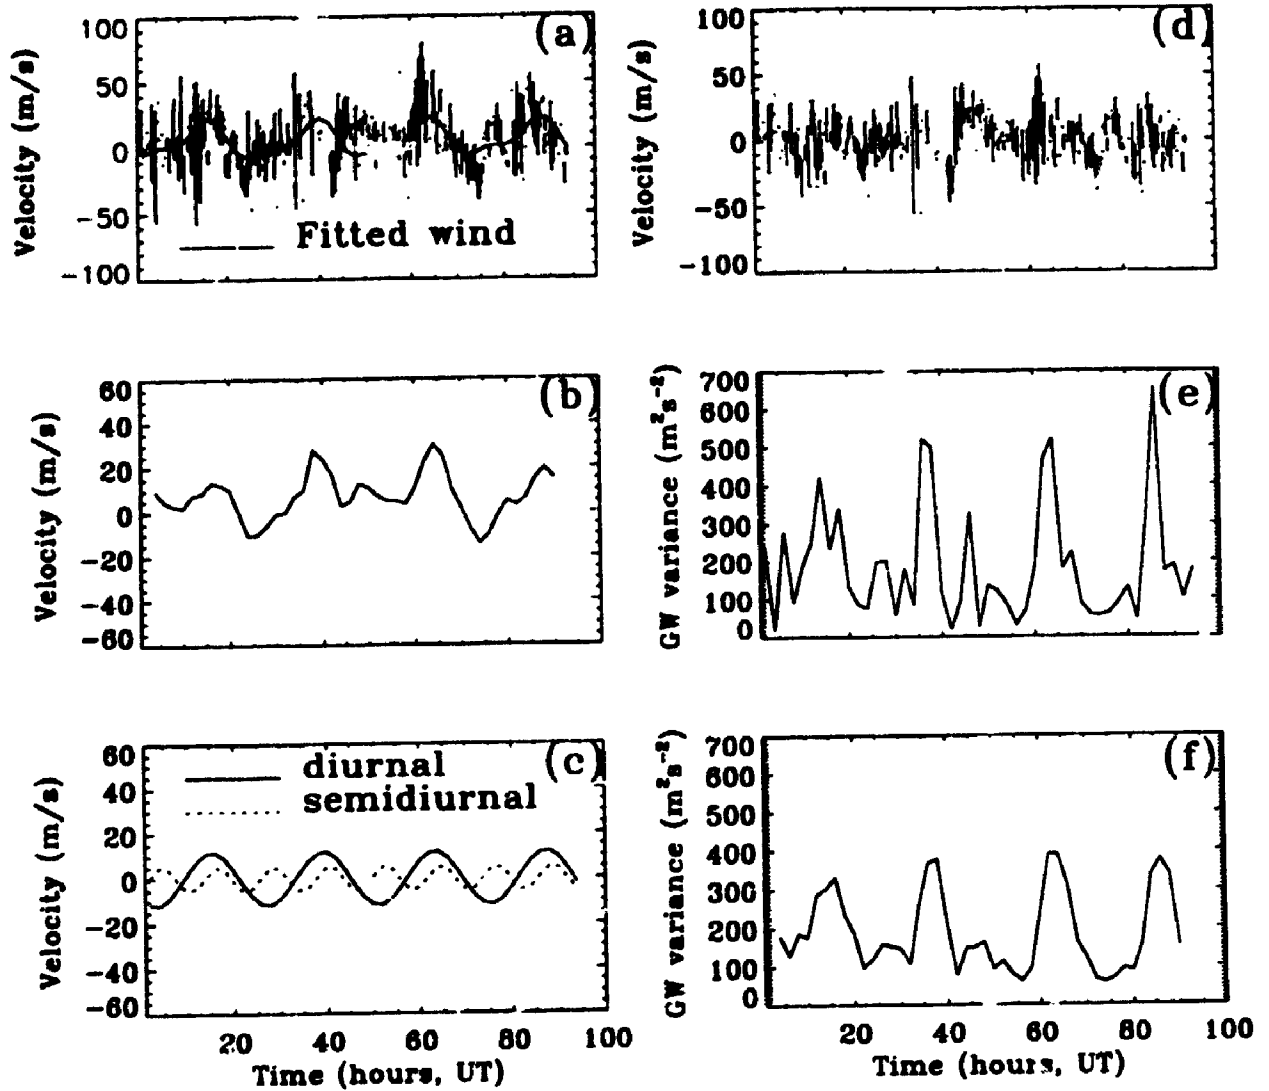 (a)
Velocity (m/s)
100
50
0
−50
−100
Fitted wind
(d)
Velocity (m/s)
100
50
0
−50
−100
(b)
Velocity (m/s)
60
40
20
0
−20
−40
−60
(e)
GW variance (m²s⁻²)
700
600
500
400
300
200
100
0
(c)
Velocity (m/s)
60
40
20
0
−20
−40
−60
diurnal
semidiurnal
20 40 60 80 100
Time (hours, UT)
(f)
GW variance (m²s⁻²)
700
600
500
400
300
200
100
0
20 40 60 80 100
Time (hours, UT)